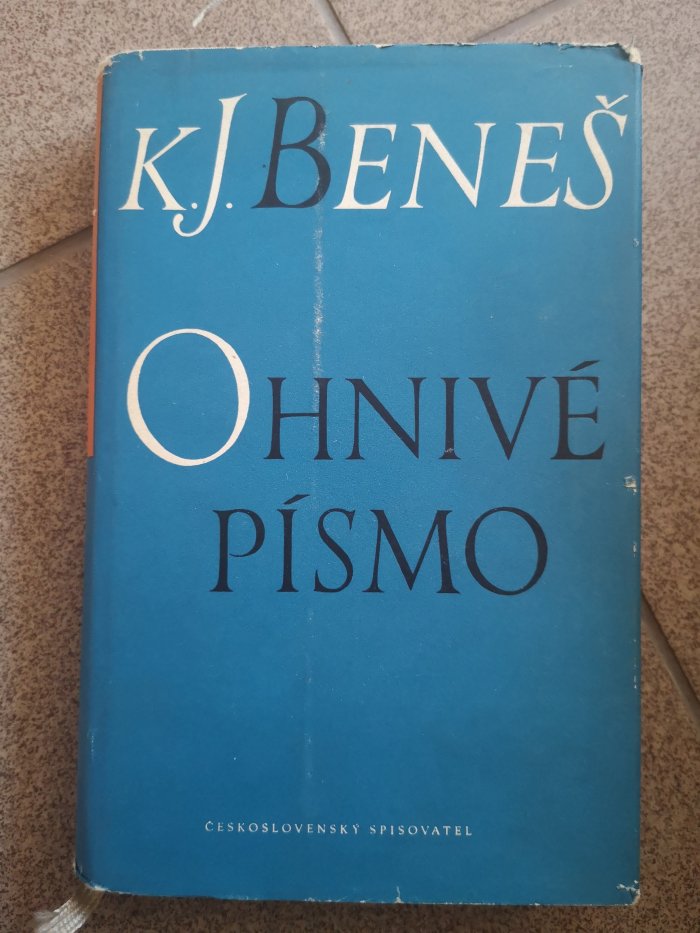 K.J. BENEŠ
OHNIVÉ
PÍSMO
ČESKOSLOVENSKÝ SPISOVATEL